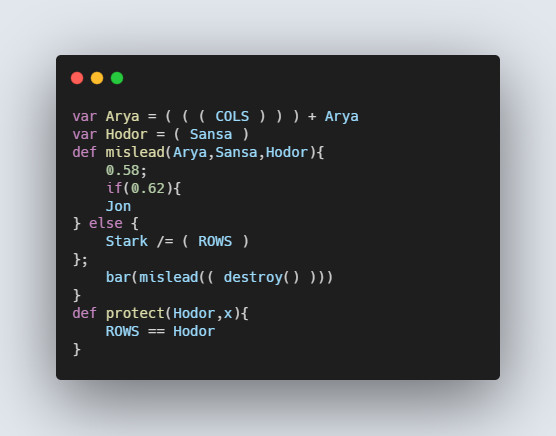 var Arya = ( ( ( COLS ) ) ) + Arya
var Hodor = ( Sansa )
def mislead(Arya,Sansa,Hodor){
    0.58;
    if(0.62){
    Jon
} else {
    Stark /= ( ROWS )
};
    bar(mislead(( destroy() )))
}
def protect(Hodor,x){
    ROWS == Hodor
}